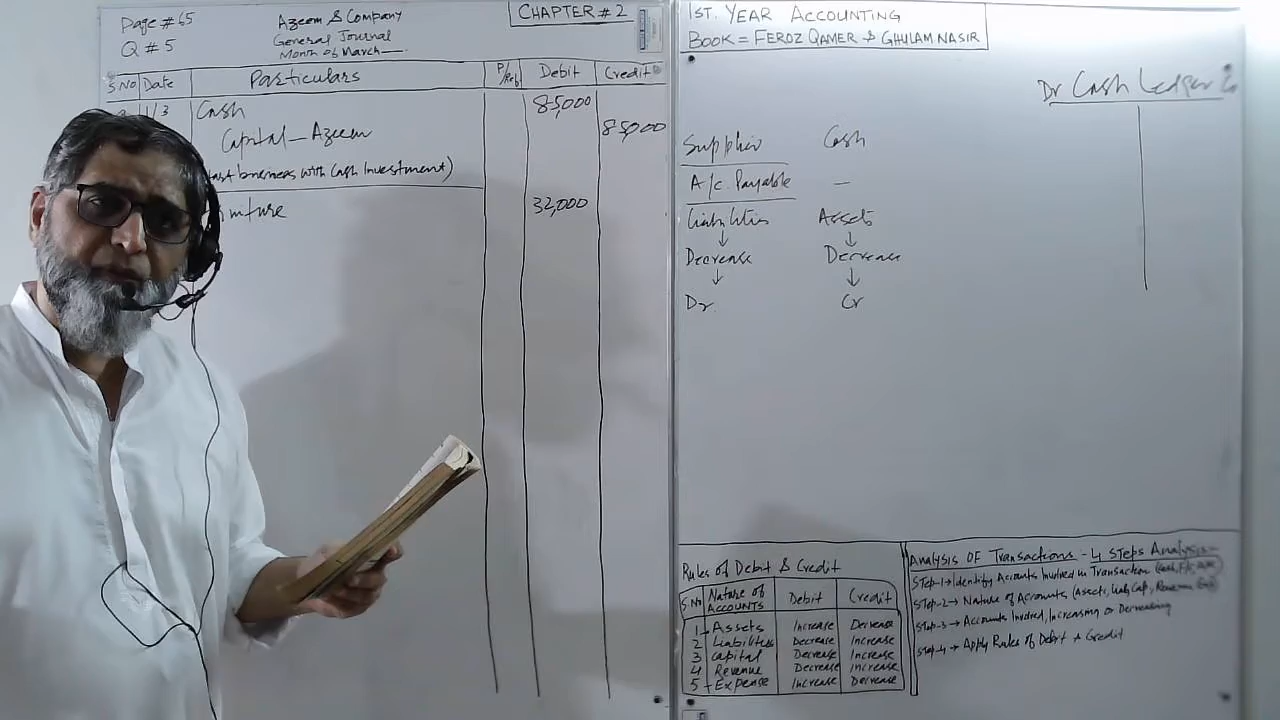 Page # 65
Q # 5
Azeem & Company
General Journal
Month of March
CHAPTER # 2
S.No Date Particulars P/Ref Debit Credit
1/3 Cash 85,000
Capital - Azeem 85,000
business with Cash Investment)
32,000
1ST. YEAR ACCOUNTING
BOOK = FEROZ QAMER & GHULAM NASIR
Dr Cash Ledger
Supplier Cash
A/c. Payable —
Liabilities Assets
↓ ↓
Decrease Decrease
↓ ↓
Dr. Cr
Rules of Debit & Credit
S.No Nature of ACCOUNTS Debit Credit
1 Assets Increase Decrease
2 Liabilities Decrease Increase
3 Capital Decrease Increase
4 Revenue Decrease Increase
5 Expense Increase Decrease
Analysis OF Transactions - 4 STEPS Analysis -
STEP-1 → Identify Accounts Involved in Transaction
Step-2 → Nature of Accounts (Assets, Liab, Cap, Revenue
Step-3 → Accounts Involved, Increasing or Decreasing
Step-4 → Apply Rules of Debit & Credit